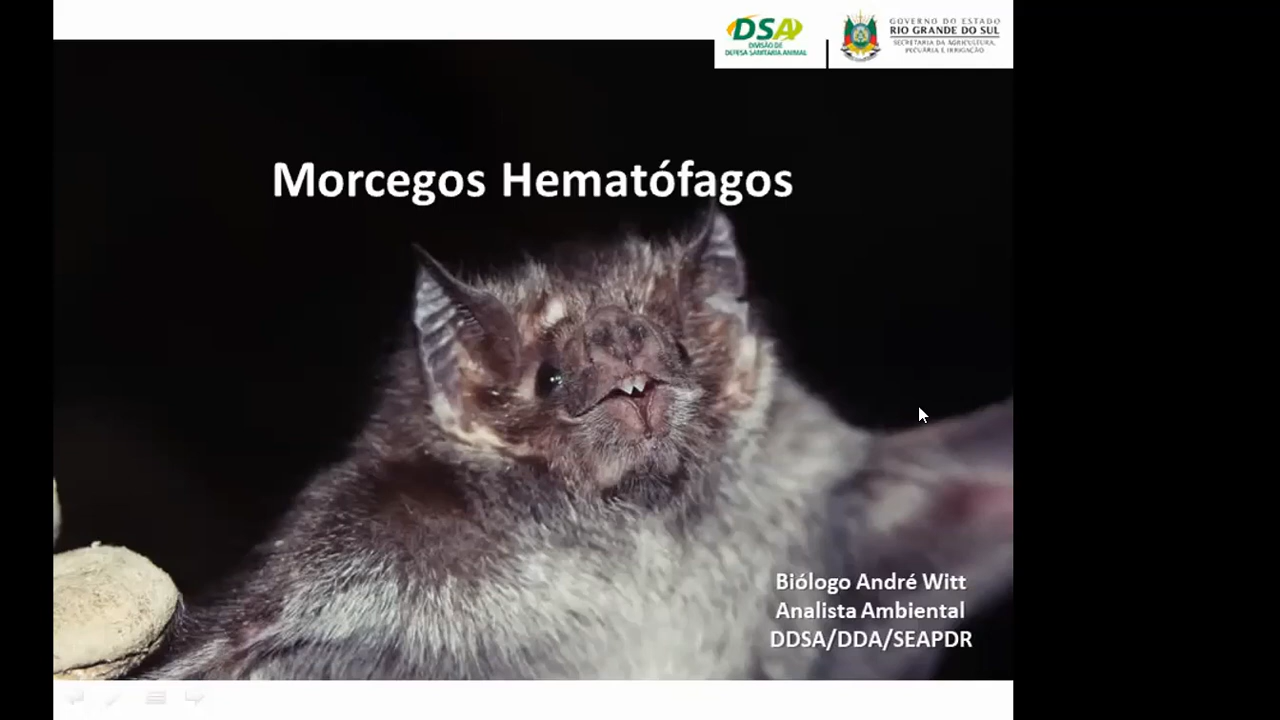 DSA
DIVISÃO DE
DEFESA SANITÁRIA ANIMAL
GOVERNO DO ESTADO
RIO GRANDE DO SUL
SECRETARIA DA AGRICULTURA,
PECUÁRIA E IRRIGAÇÃO
Morcegos Hematófagos
Biólogo André Witt
Analista Ambiental
DDSA/DDA/SEAPDR